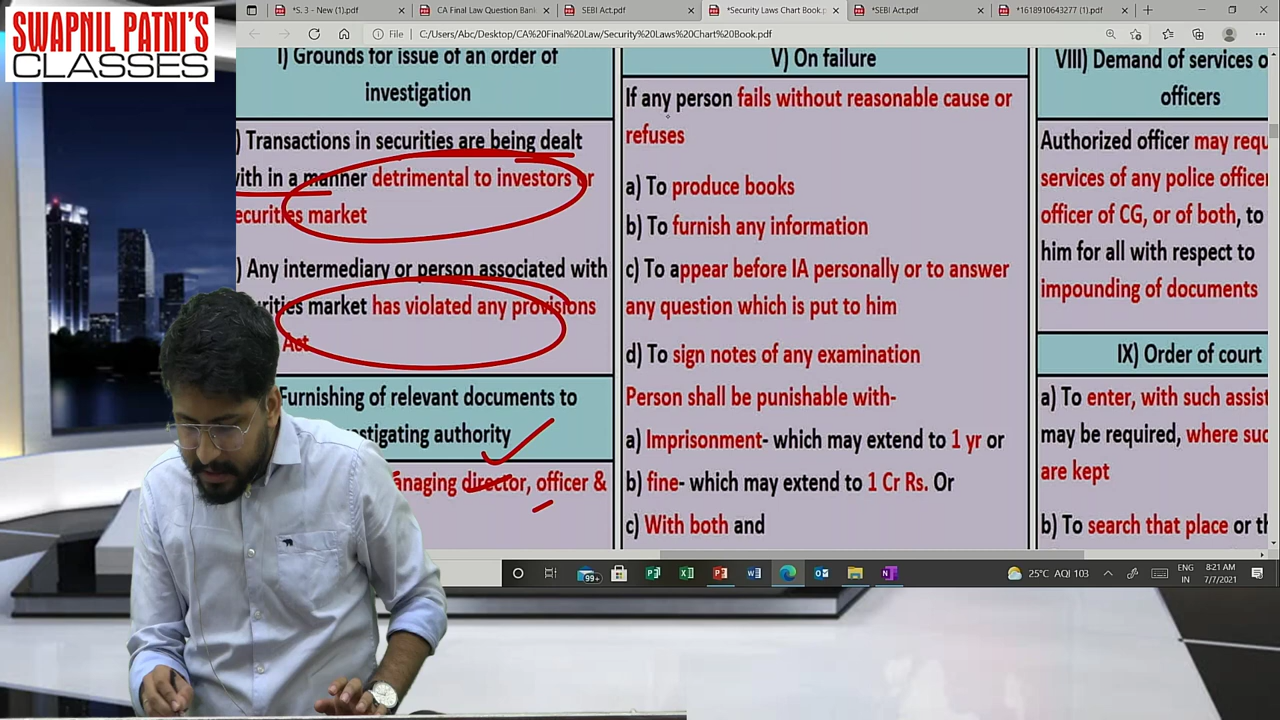 SWAPNIL PATNI'S
CLASSES
*S. 3 - New (1).pdf
CA Final Law Question Ban
SEBI Act.pdf
*Security Laws Chart Book.p
*SEBI Act.pdf
*1618910643277 (1).pdf
File
C:/Users/Abc/Desktop/CA%20Final%20Law/Security%20Laws%20Chart%20Book.pdf
I) Grounds for issue of an order of
investigation
) Transactions in securities are being dealt
with in a manner detrimental to investors or
ecurities market
) Any intermediary or person associated with
urities market has violated any provisions
Act
Furnishing of relevant documents to
stigating authority
anaging director, officer &
V) On failure
If any person fails without reasonable cause or
refuses
a) To produce books
b) To furnish any information
c) To appear before IA personally or to answer
any question which is put to him
d) To sign notes of any examination
Person shall be punishable with-
a) Imprisonment- which may extend to 1 yr or
b) fine- which may extend to 1 Cr Rs. Or
c) With both and
VIII) Demand of services o
officers
Authorized officer may requ
services of any police officer
officer of CG, or of both, to
him for all with respect to
impounding of documents
IX) Order of court
a) To enter, with such assist
may be required, where suc
are kept
b) To search that place or th
99+
25°C AQI 103
ENG
IN
8:21 AM
7/7/2021